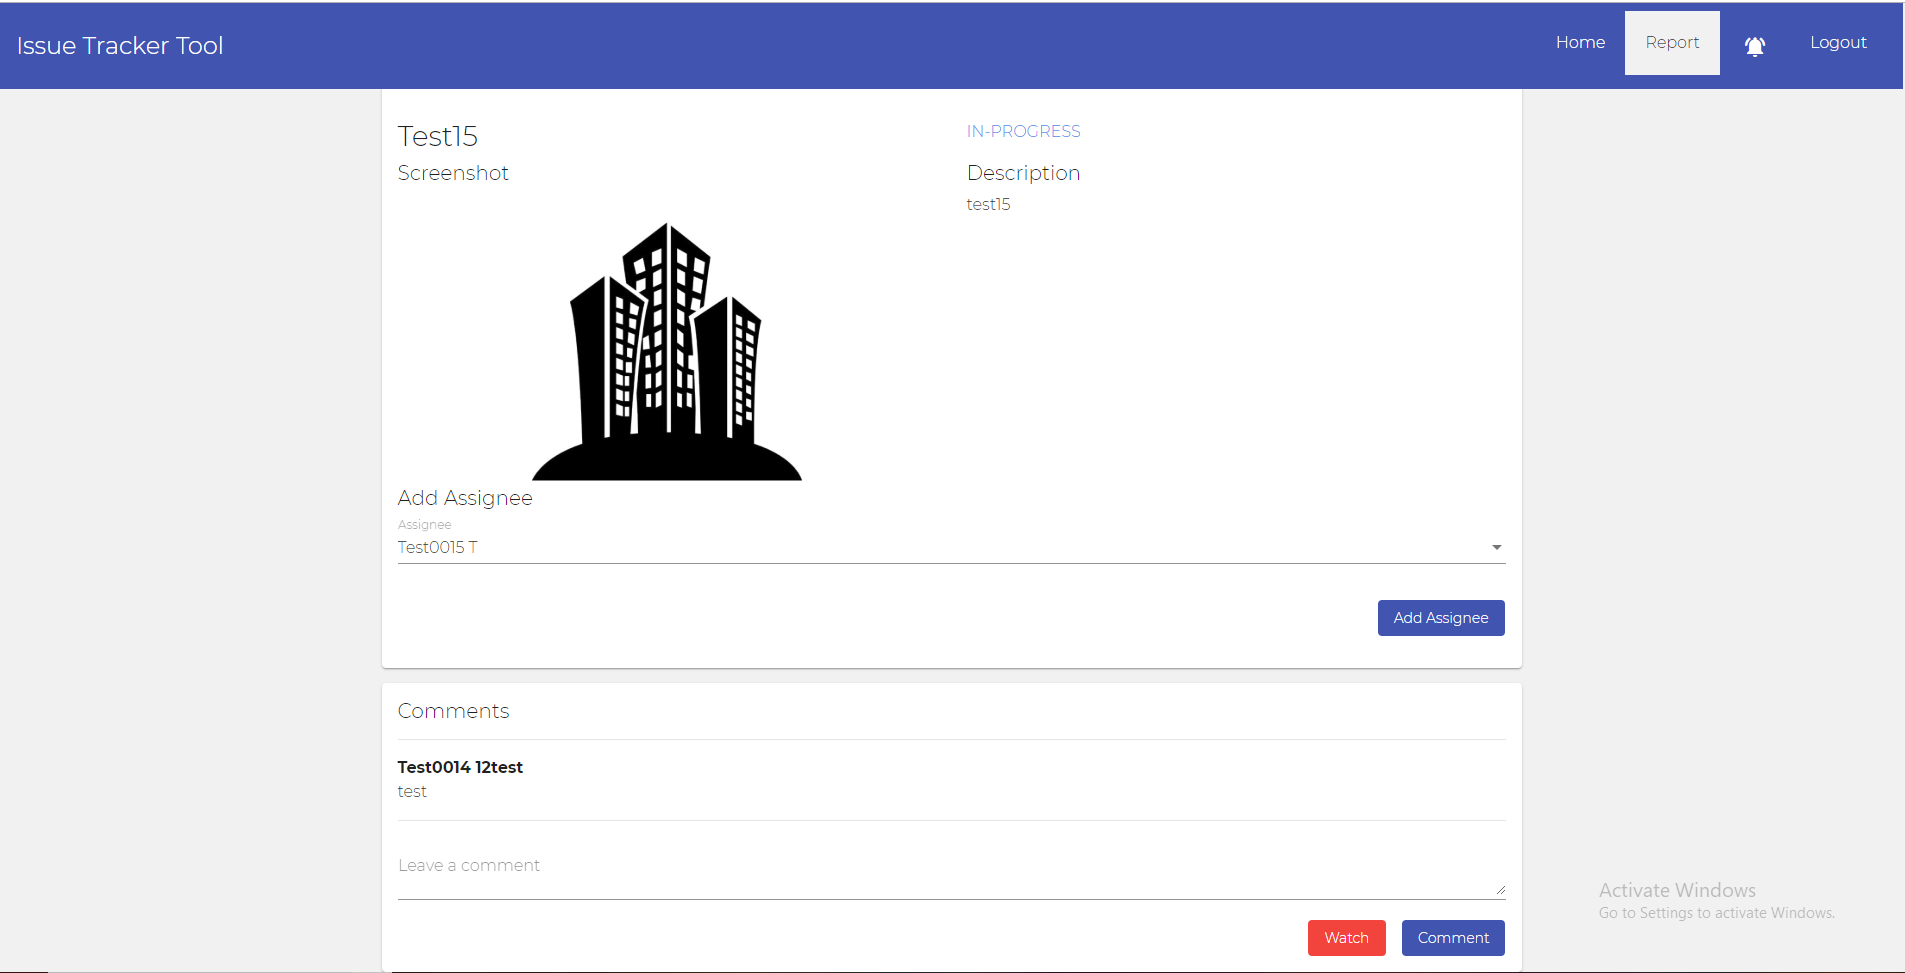 Issue Tracker Tool
Home
Report
Logout
Test15
IN-PROGRESS
Screenshot
Description
test15
Add Assignee
Assignee
Test0015 T
Add Assignee
Comments
Test0014 12test
test
Leave a comment
Watch
Comment
Activate Windows
Go to Settings to activate Windows.